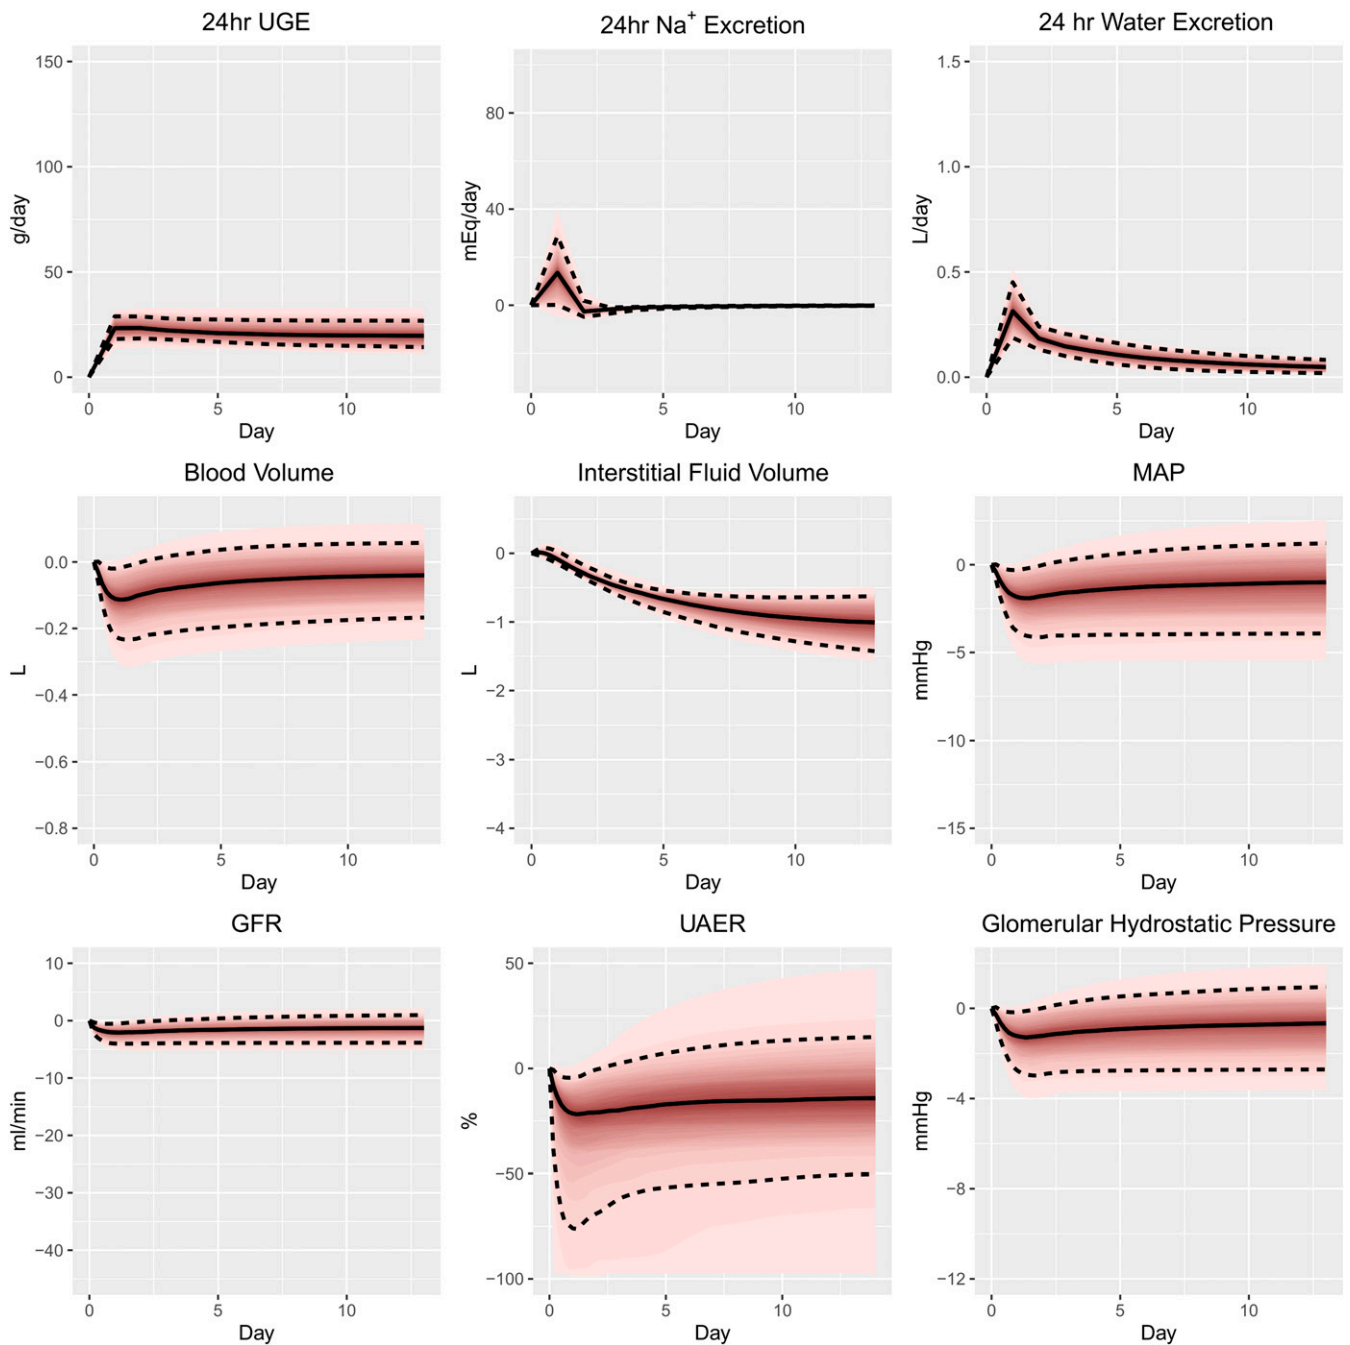 24hr UGE
24hr Na⁺ Excretion
24 hr Water Excretion
150
100
50
0
g/day
0 5 10
Day
80
40
0
mEq/day
0 5 10
Day
1.5
1.0
0.5
0.0
L/day
0 5 10
Day
Blood Volume
Interstitial Fluid Volume
MAP
0.0
−0.2
−0.4
−0.6
−0.8
L
0 5 10
Day
0
−1
−2
−3
−4
L
0 5 10
Day
0
−5
−10
−15
mmHg
0 5 10
Day
GFR
UAER
Glomerular Hydrostatic Pressure
10
0
−10
−20
−30
−40
ml/min
0 5 10
Day
50
0
−50
−100
%
0 5 10
Day
0
−4
−8
−12
mmHg
0 5 10
Day